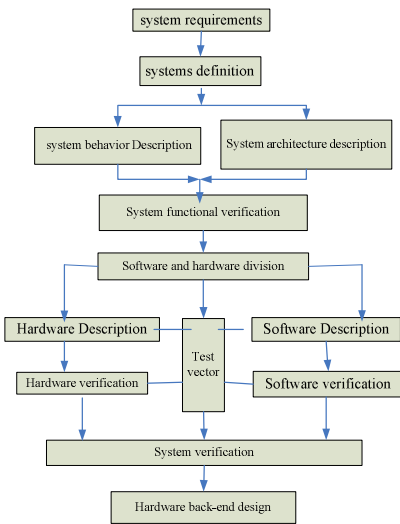 system requirements
systems definition
system behavior Description
System architecture description
System functional verification
Software and hardware division
Hardware Description
Software Description
Test
vector
Hardware verification
Software verification
System verification
Hardware back-end design